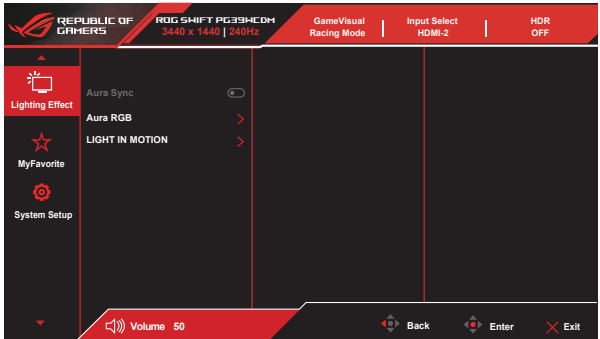 REPUBLIC OF
GAMERS
ROG SWIFT PG39WCDM
3440 x 1440 | 240Hz
GameVisual
Racing Mode
Input Select
HDMI-2
HDR
OFF
Lighting Effect
MyFavorite
System Setup
Aura Sync
Aura RGB
LIGHT IN MOTION
Volume 50
Back
Enter
Exit